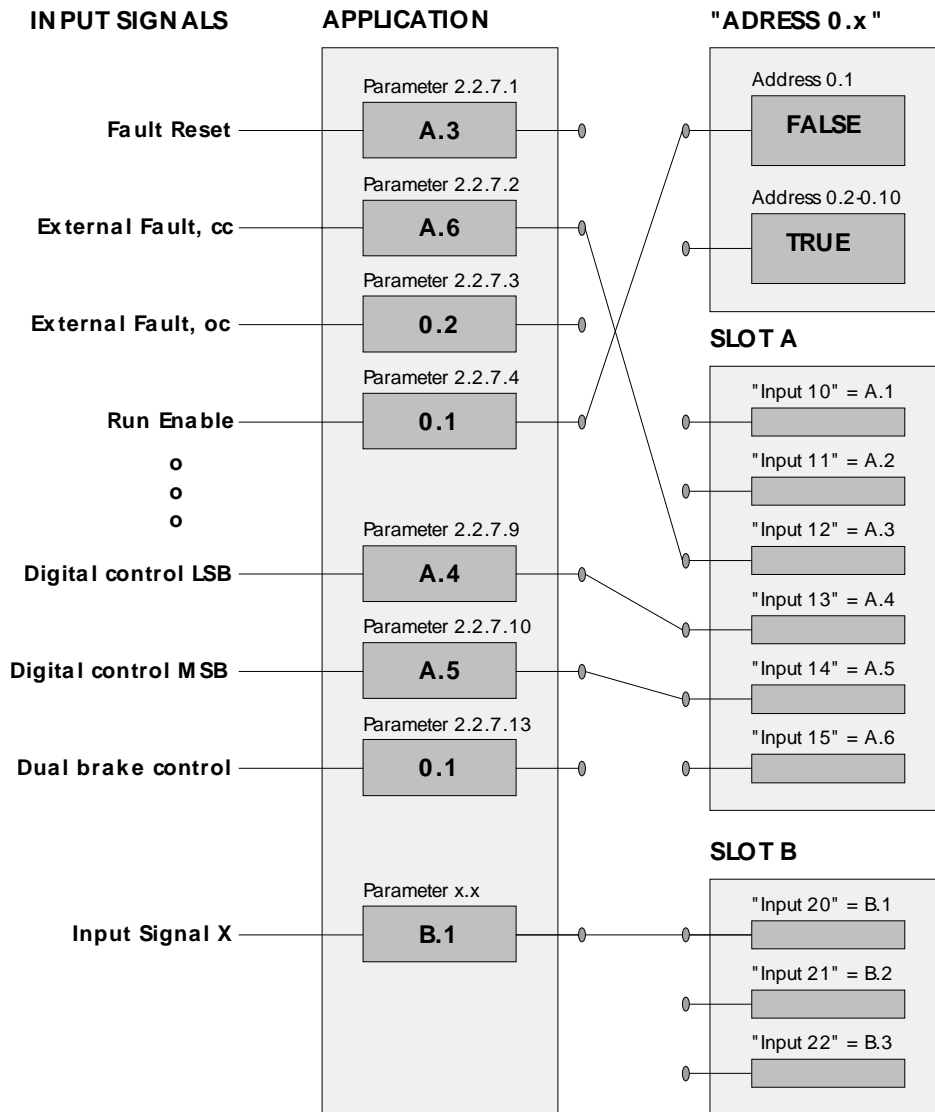 INPUT SIGNALS
APPLICATION
"ADRESS 0.x"
Parameter 2.2.7.1
Fault Reset
A.3
Parameter 2.2.7.2
External Fault, cc
A.6
Parameter 2.2.7.3
External Fault, oc
0.2
Parameter 2.2.7.4
Run Enable
0.1
o
o
o
Parameter 2.2.7.9
Digital control LSB
A.4
Parameter 2.2.7.10
Digital control MSB
A.5
Parameter 2.2.7.13
Dual brake control
0.1
Parameter x.x
Input Signal X
B.1
Address 0.1
FALSE
Address 0.2-0.10
TRUE
SLOT A
"Input 10" = A.1
"Input 11" = A.2
"Input 12" = A.3
"Input 13" = A.4
"Input 14" = A.5
"Input 15" = A.6
SLOT B
"Input 20" = B.1
"Input 21" = B.2
"Input 22" = B.3